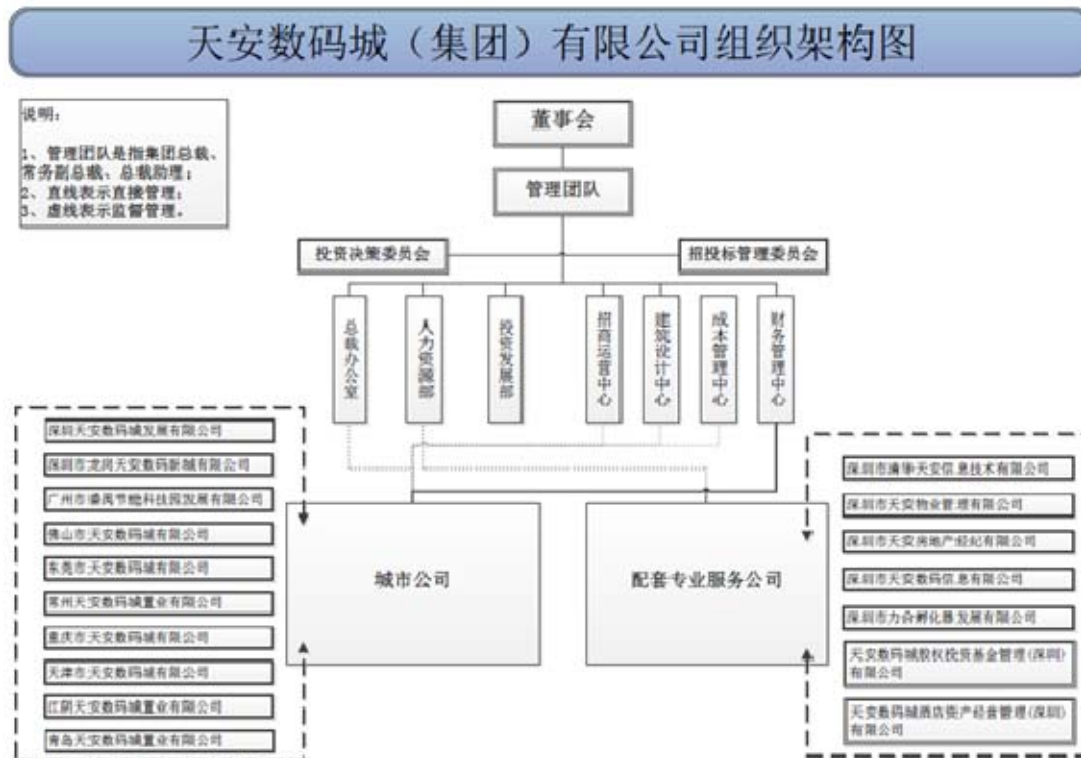 天安数码城（集团）有限公司组织架构图
说明：
1、管理团队是指集团总裁、
常务副总裁、总裁助理；
2、直线表示直接管理；
3、虚线表示监督管理。
董事会
管理团队
投资决策委员会
招投标管理委员会
总裁办公室
人力资源部
投资发展部
招商运营中心
建筑设计中心
成本管理中心
财务管理中心
深圳天安数码城发展有限公司
深圳市龙岗天安数码新城有限公司
广州市番禺节能科技园发展有限公司
佛山市天安数码城有限公司
东莞市天安数码城有限公司
常州天安数码城置业有限公司
重庆市天安数码城有限公司
天津市天安数码城有限公司
江阴天安数码城置业有限公司
青岛天安数码城置业有限公司
城市公司
配套专业服务公司
深圳市清华天安信息技术有限公司
深圳市天安物业管理有限公司
深圳市天安房地产经纪有限公司
深圳市天安数码信息有限公司
深圳市力合孵化器发展有限公司
天安数码城股权投资基金管理(深圳)
有限公司
天安数码城酒店资产经营管理(深圳)
有限公司